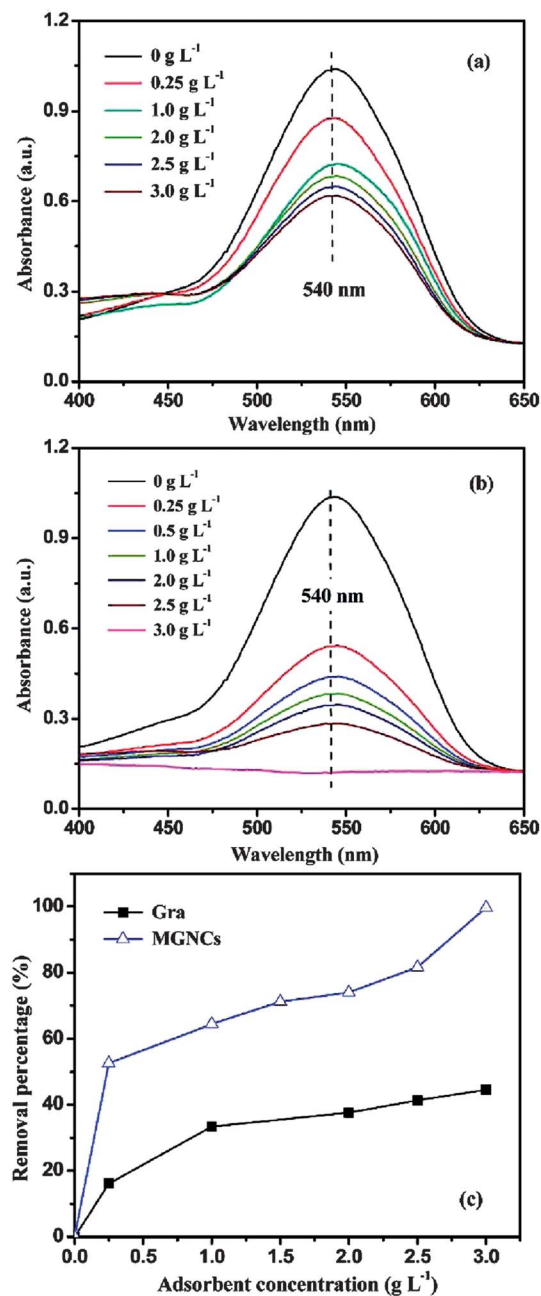 (a)
0 g L⁻¹
0.25 g L⁻¹
1.0 g L⁻¹
2.0 g L⁻¹
2.5 g L⁻¹
3.0 g L⁻¹
540 nm
Absorbance (a.u.)
1.2
0.9
0.6
0.3
0.0
400 450 500 550 600 650
Wavelength (nm)
(b)
0 g L⁻¹
0.25 g L⁻¹
0.5 g L⁻¹
1.0 g L⁻¹
2.0 g L⁻¹
2.5 g L⁻¹
3.0 g L⁻¹
540 nm
Absorbance (a.u.)
1.2
0.9
0.6
0.3
0.0
400 450 500 550 600 650
Wavelength (nm)
Gra
MGNCs
Removal percentage (%)
100
80
60
40
20
0
(c)
0.0 0.5 1.0 1.5 2.0 2.5 3.0
Adsorbent concentration (g L⁻¹)